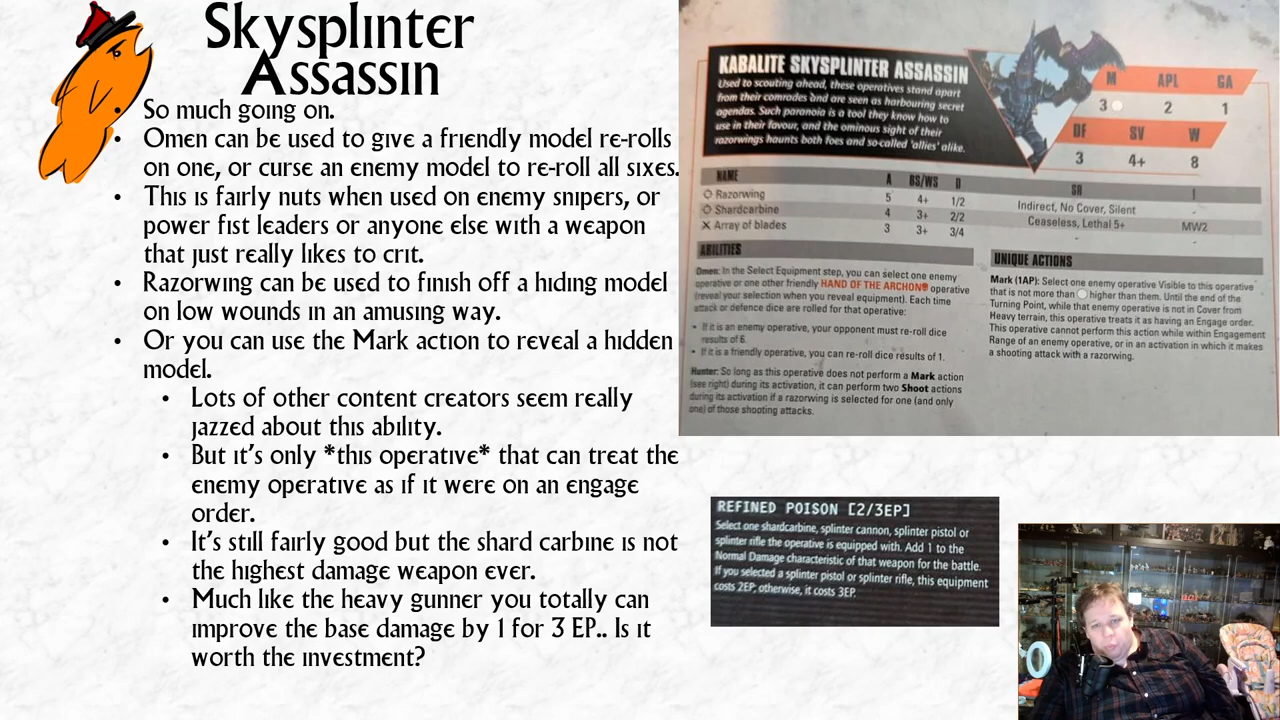 Skysplinter
Assassin
• So much going on.
• Omen can be used to give a friendly model re-rolls
on one, or curse an enemy model to re-roll all sixes.
• This is fairly nuts when used on enemy snipers, or
power fist leaders or anyone else with a weapon
that just really likes to crit.
• Razorwing can be used to finish off a hiding model
on low wounds in an amusing way.
• Or you can use the Mark action to reveal a hidden
model.
• Lots of other content creators seem really
jazzed about this ability.
• But it's only *this operative* that can treat the
enemy operative as if it were on an engage
order.
• It's still fairly good but the shard carbine is not
the highest damage weapon ever.
• Much like the heavy gunner you totally can
improve the base damage by 1 for 3 EP.. Is it
worth the investment?
KABALITE SKYSPLINTER ASSASSIN
Used to scouting ahead, these operatives stand apart
from their comrades and are seen as harbouring secret
agendas. Such paranoia is a tool they know how to
use in their favour, and the ominous sight of their
razorwings haunts both foes and so-called 'allies' alike.
M APL GA
3 2 1
DF SV W
3 4+ 8
NAME A BS/WS D SR !
Razorwing 5 4+ 1/2 Indirect, No Cover, Silent -
Shardcarbine 4 3+ 2/2 Ceaseless, Lethal 5+ MW2
Array of blades 3 3+ 3/4 - -
ABILITIES
Omen: In the Select Equipment step, you can select one enemy
operative or one other friendly HAND OF THE ARCHON operative
(reveal your selection when you reveal equipment). Each time
attack or defence dice are rolled for that operative:
• If it is an enemy operative, your opponent must re-roll dice
results of 6.
• If it is a friendly operative, you can re-roll dice results of 1.
Hunter: So long as this operative does not perform a Mark action
(see right) during its activation, it can perform two Shoot actions
during its activation if a razorwing is selected for one (and only
one) of those shooting attacks.
UNIQUE ACTIONS
Mark (1AP): Select one enemy operative Visible to this operative
that is not more than higher than them. Until the end of the
Turning Point, while that enemy operative is not in Cover from
Heavy terrain, this operative treats it as having an Engage order.
This operative cannot perform this action while within Engagement
Range of an enemy operative, or in an activation in which it makes
a shooting attack with a razorwing.
REFINED POISON [2/3EP]
Select one shardcarbine, splinter cannon, splinter pistol or
splinter rifle the operative is equipped with. Add 1 to the
Normal Damage characteristic of that weapon for the battle.
If you selected a splinter pistol or splinter rifle, this equipment
costs 2EP; otherwise, it costs 3EP.